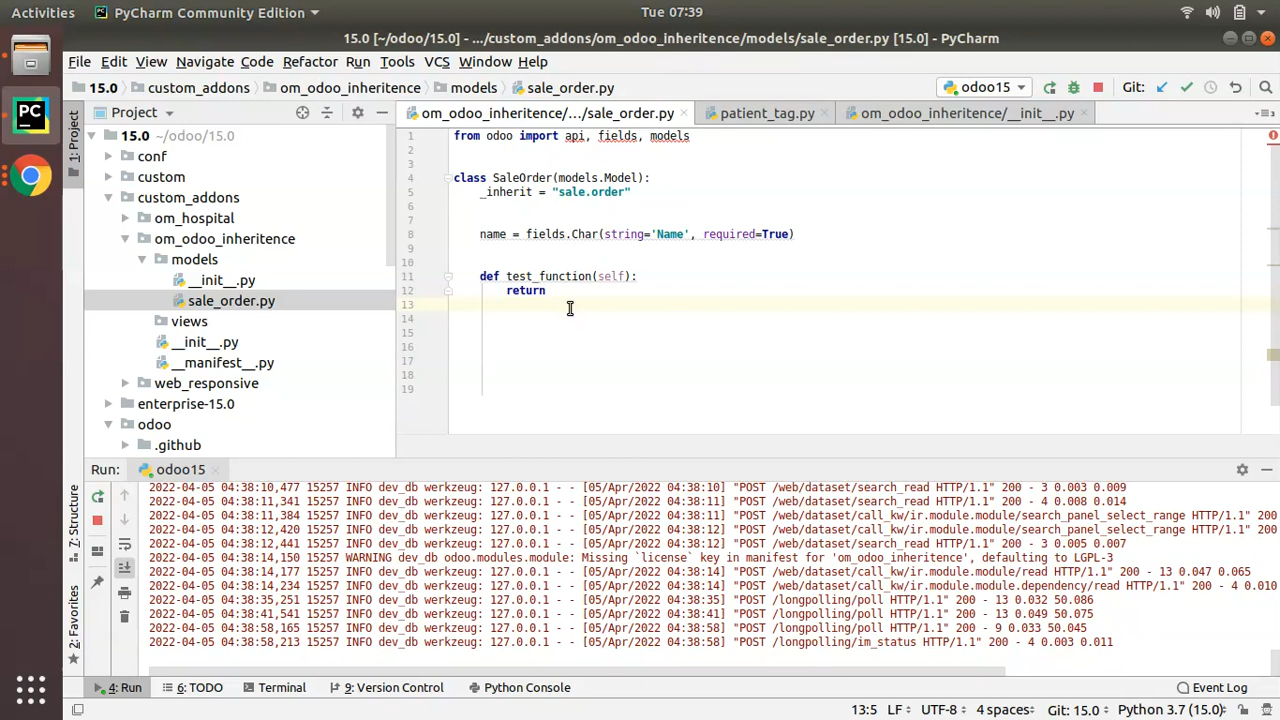 Activities PyCharm Community Edition Tue 07:39
15.0 [~/odoo/15.0] - .../custom_addons/om_odoo_inheritence/models/sale_order.py [15.0] - PyCharm
File Edit View Navigate Code Refactor Run Tools VCS Window Help
15.0 custom_addons om_odoo_inheritence models sale_order.py odoo15 Git:
1: Project
Project
om_odoo_inheritence/.../sale_order.py patient_tag.py om_odoo_inheritence/__init__.py
15.0 ~/odoo/15.0
conf
custom
custom_addons
om_hospital
om_odoo_inheritence
models
__init__.py
sale_order.py
views
__init__.py
__manifest__.py
web_responsive
enterprise-15.0
odoo
.github
1 from odoo import api, fields, models
2
3
4 class SaleOrder(models.Model):
5 _inherit = "sale.order"
6
7
8 name = fields.Char(string='Name', required=True)
9
10
11 def test_function(self):
12 return
13
14
15
16
17
18
19
Run: odoo15
7: Structure
2: Favorites
2022-04-05 04:38:10,477 15257 INFO dev_db werkzeug: 127.0.0.1 - - [05/Apr/2022 04:38:10] "POST /web/dataset/search_read HTTP/1.1" 200 - 3 0.003 0.009
2022-04-05 04:38:11,341 15257 INFO dev_db werkzeug: 127.0.0.1 - - [05/Apr/2022 04:38:11] "POST /web/dataset/search_read HTTP/1.1" 200 - 4 0.008 0.014
2022-04-05 04:38:11,384 15257 INFO dev_db werkzeug: 127.0.0.1 - - [05/Apr/2022 04:38:11] "POST /web/dataset/call_kw/ir.module.module/search_panel_select_range HTTP/1.1" 200
2022-04-05 04:38:12,420 15257 INFO dev_db werkzeug: 127.0.0.1 - - [05/Apr/2022 04:38:12] "POST /web/dataset/call_kw/ir.module.module/search_panel_select_range HTTP/1.1" 200
2022-04-05 04:38:12,441 15257 INFO dev_db werkzeug: 127.0.0.1 - - [05/Apr/2022 04:38:12] "POST /web/dataset/search_read HTTP/1.1" 200 - 3 0.005 0.007
2022-04-05 04:38:14,150 15257 WARNING dev_db odoo.modules.module: Missing `license` key in manifest for 'om_odoo_inheritence', defaulting to LGPL-3
2022-04-05 04:38:14,177 15257 INFO dev_db werkzeug: 127.0.0.1 - - [05/Apr/2022 04:38:14] "POST /web/dataset/call_kw/ir.module.module/read HTTP/1.1" 200 - 13 0.047 0.065
2022-04-05 04:38:14,234 15257 INFO dev_db werkzeug: 127.0.0.1 - - [05/Apr/2022 04:38:14] "POST /web/dataset/call_kw/ir.module.module.dependency/read HTTP/1.1" 200 - 4 0.010
2022-04-05 04:38:35,251 15257 INFO dev_db werkzeug: 127.0.0.1 - - [05/Apr/2022 04:38:35] "POST /longpolling/poll HTTP/1.1" 200 - 13 0.032 50.086
2022-04-05 04:38:41,541 15257 INFO dev_db werkzeug: 127.0.0.1 - - [05/Apr/2022 04:38:41] "POST /longpolling/poll HTTP/1.1" 200 - 13 0.049 50.075
2022-04-05 04:38:58,165 15257 INFO dev_db werkzeug: 127.0.0.1 - - [05/Apr/2022 04:38:58] "POST /longpolling/poll HTTP/1.1" 200 - 9 0.033 50.045
2022-04-05 04:38:58,213 15257 INFO dev_db werkzeug: 127.0.0.1 - - [05/Apr/2022 04:38:58] "POST /longpolling/im_status HTTP/1.1" 200 - 4 0.003 0.011
4: Run 6: TODO Terminal 9: Version Control Python Console Event Log
13:5 LF UTF-8 4 spaces Git: 15.0 Python 3.7 (15.0)